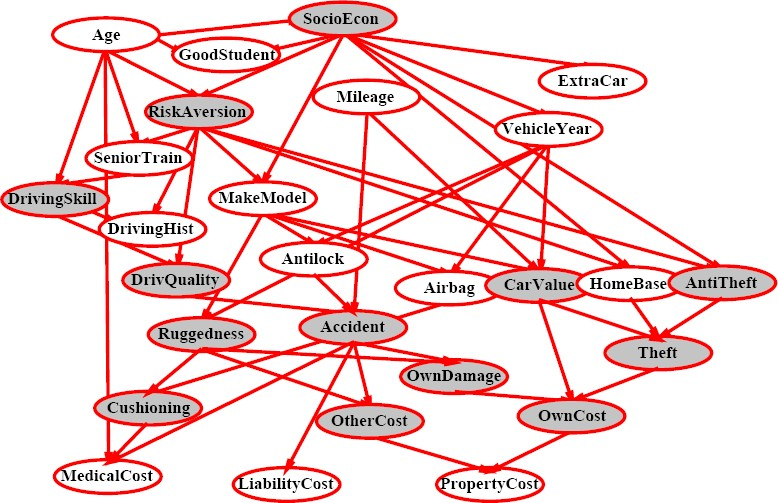 SocioEcon
Age
GoodStudent
ExtraCar
Mileage
RiskAversion
VehicleYear
SeniorTrain
DrivingSkill
MakeModel
DrivingHist
Antilock
DrivQuality
Airbag
CarValue
HomeBase
AntiTheft
Ruggedness
Accident
Theft
OwnDamage
Cushioning
OtherCost
OwnCost
MedicalCost
LiabilityCost
PropertyCost